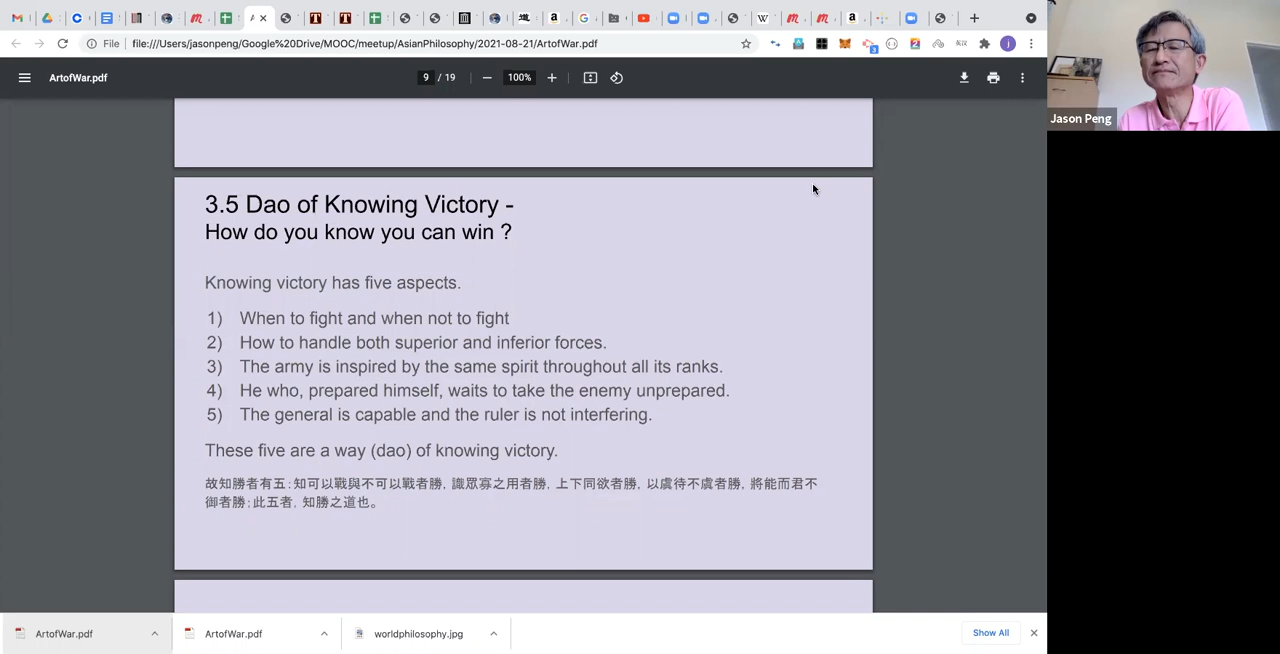 File
file:///Users/jasonpeng/Google%20Drive/MOOC/meetup/AsianPhilosophy/2021-08-21/ArtofWar.pdf
ArtofWar.pdf
9 / 19
100%
Jason Peng
3.5 Dao of Knowing Victory -
How do you know you can win ?
Knowing victory has five aspects.
1) When to fight and when not to fight
2) How to handle both superior and inferior forces.
3) The army is inspired by the same spirit throughout all its ranks.
4) He who, prepared himself, waits to take the enemy unprepared.
5) The general is capable and the ruler is not interfering.
These five are a way (dao) of knowing victory.
故知勝者有五:知可以戰與不可以戰者勝, 識眾寡之用者勝, 上下同欲者勝, 以虞待不虞者勝, 將能而君不
御者勝;此五者, 知勝之道也。
ArtofWar.pdf
ArtofWar.pdf
worldphilosophy.jpg
Show All